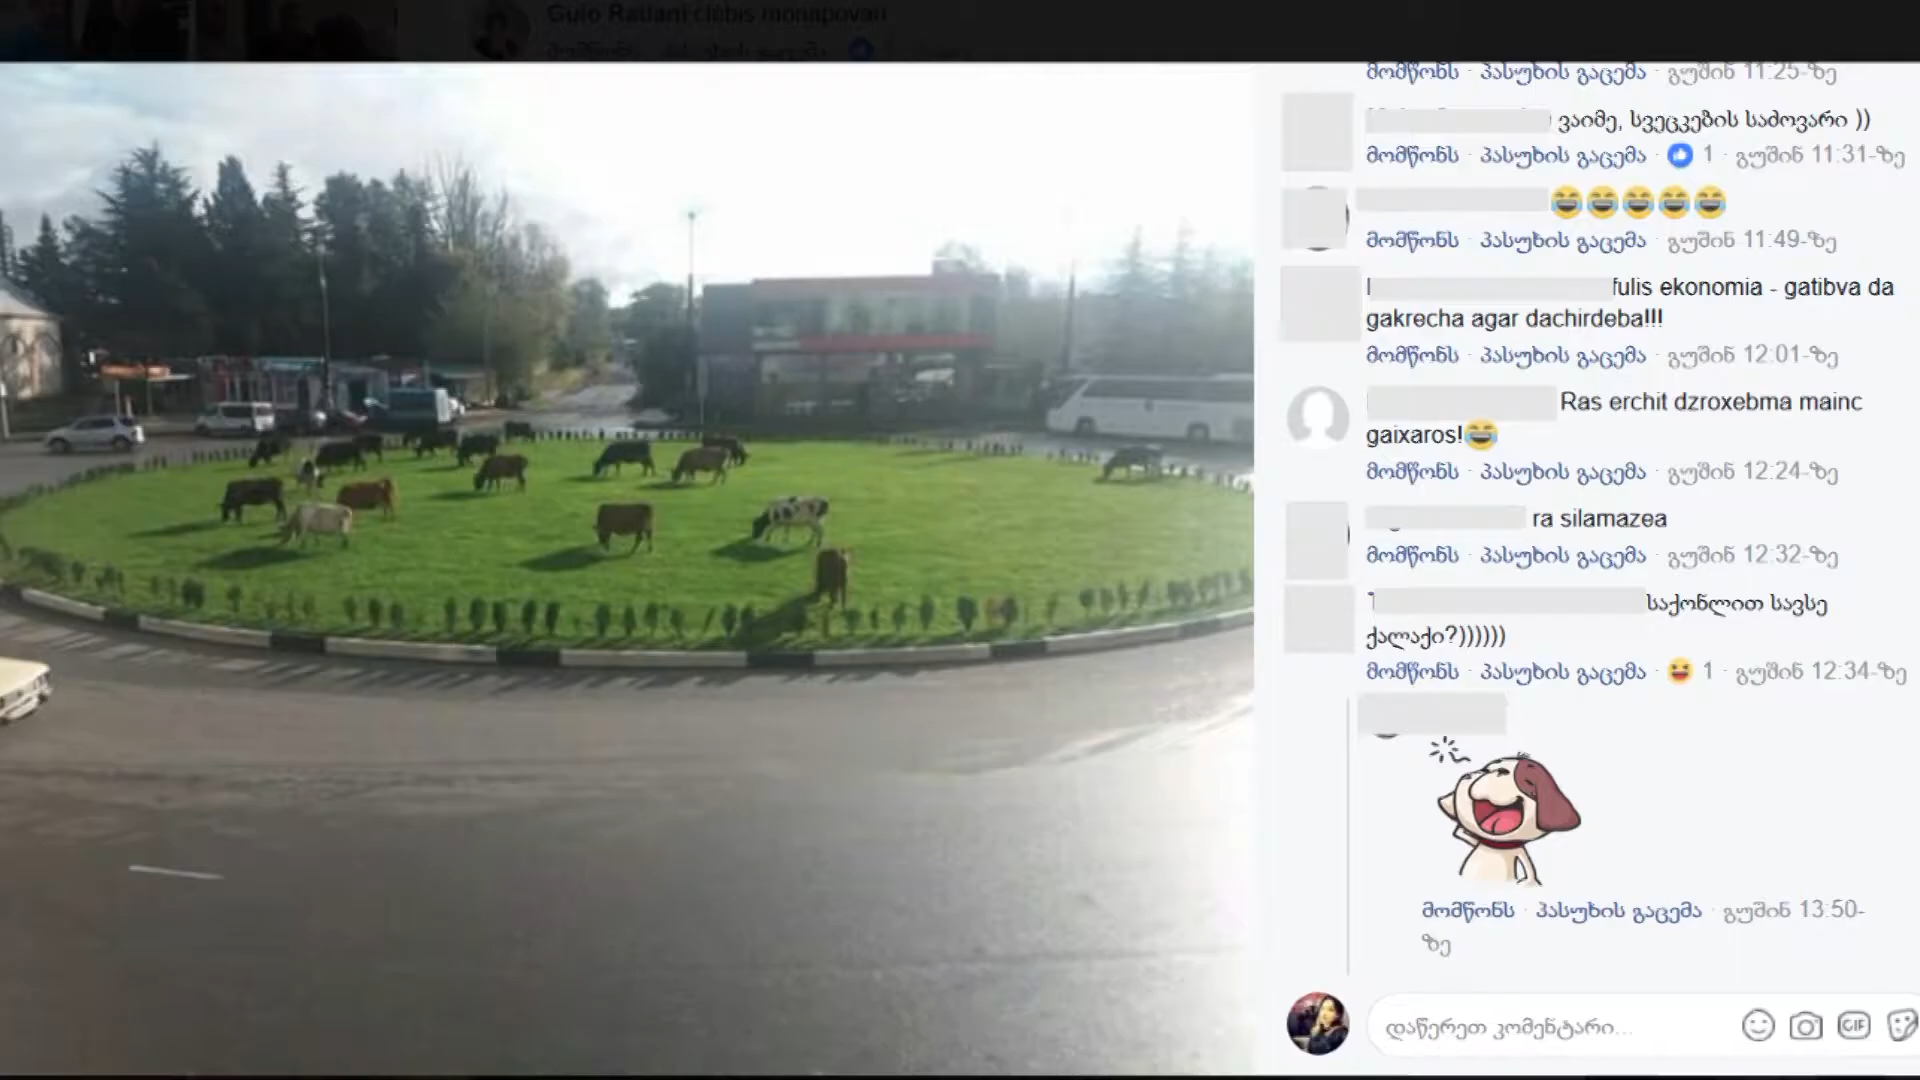 Guio Ratiani
მომწონს · პასუხის გაცემა · გუშინ 11:25-ზე
ვაიმე, სვეცკების საძოვარი ))
მომწონს · პასუხის გაცემა · 1 · გუშინ 11:31-ზე
😂😂😂😂😂
მომწონს · პასუხის გაცემა · გუშინ 11:49-ზე
fulis ekonomia - gatibva da
gakrecha agar dachirdeba!!!
მომწონს · პასუხის გაცემა · გუშინ 12:01-ზე
Ras erchit dzroxebma mainc
gaixaros!😂
მომწონს · პასუხის გაცემა · გუშინ 12:24-ზე
ra silamazea
მომწონს · პასუხის გაცემა · გუშინ 12:32-ზე
საქონლით სავსე
ქალაქი?))))))
მომწონს · პასუხის გაცემა · 1 · გუშინ 12:34-ზე
მომწონს · პასუხის გაცემა · გუშინ 13:50-
ზე
დაწერეთ კომენტარი...
GIF